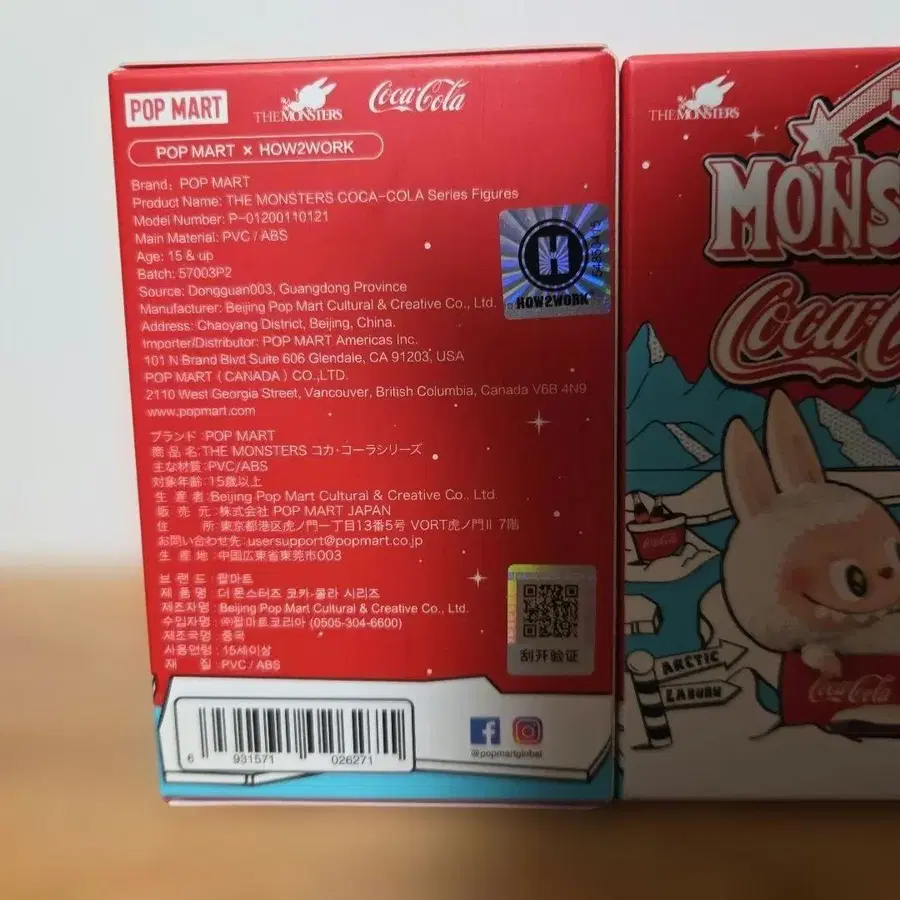 POP MART
THE MONSTERS
Coca-Cola
POP MART × HOW2WORK
Brand: POP MART
Product Name: THE MONSTERS COCA-COLA Series Figures
Model Number: P-01200110121
Main Material: PVC / ABS
Age: 15 & up
Batch: 57003P2
Source: Dongguan003, Guangdong Province
Manufacturer: Beijing Pop Mart Cultural & Creative Co., Ltd.
Address: Chaoyang District, Beijing, China.
Importer/Distributor: POP MART Americas Inc.
101 N Brand Blvd Suite 606 Glendale, CA 91203, USA
POP MART (CANADA) CO.,LTD.
2110 West Georgia Street, Vancouver, British Columbia, Canada V6B 4N9
www.popmart.com
H
HOW2WORK
ブランド:POP MART
商 品 名:THE MONSTERS コカ·コーラシリーズ
主な材質:PVC/ABS
対象年齢:15歳以上
生 産 者:Beijing Pop Mart Cultural & Creative Co., Ltd.
販 売 元:株式会社 POP MART JAPAN
住 所:東京都港区虎ノ門一丁目13番5号 VORT虎ノ門Ⅱ 7階
お問い合わせ先:usersupport@popmart.co.jp
生 産 地:中国広東省東莞市003
브 랜 드:팝마트
제 품 명:더 몬스터즈 코카-콜라 시리즈
제조자명:Beijing Pop Mart Cultural & Creative Co., Ltd.
수입자명:㈜팝마트코리아 (0505-304-6600)
제조국명:중국
사용연령:15세이상
재 질:PVC/ABS
刮开验证
6 931571 026271
@popmartglobal
THE MONSTERS
MONS
Coca-C
Coca-Cola
ARCTIC
LABUBU
Coca-Cola